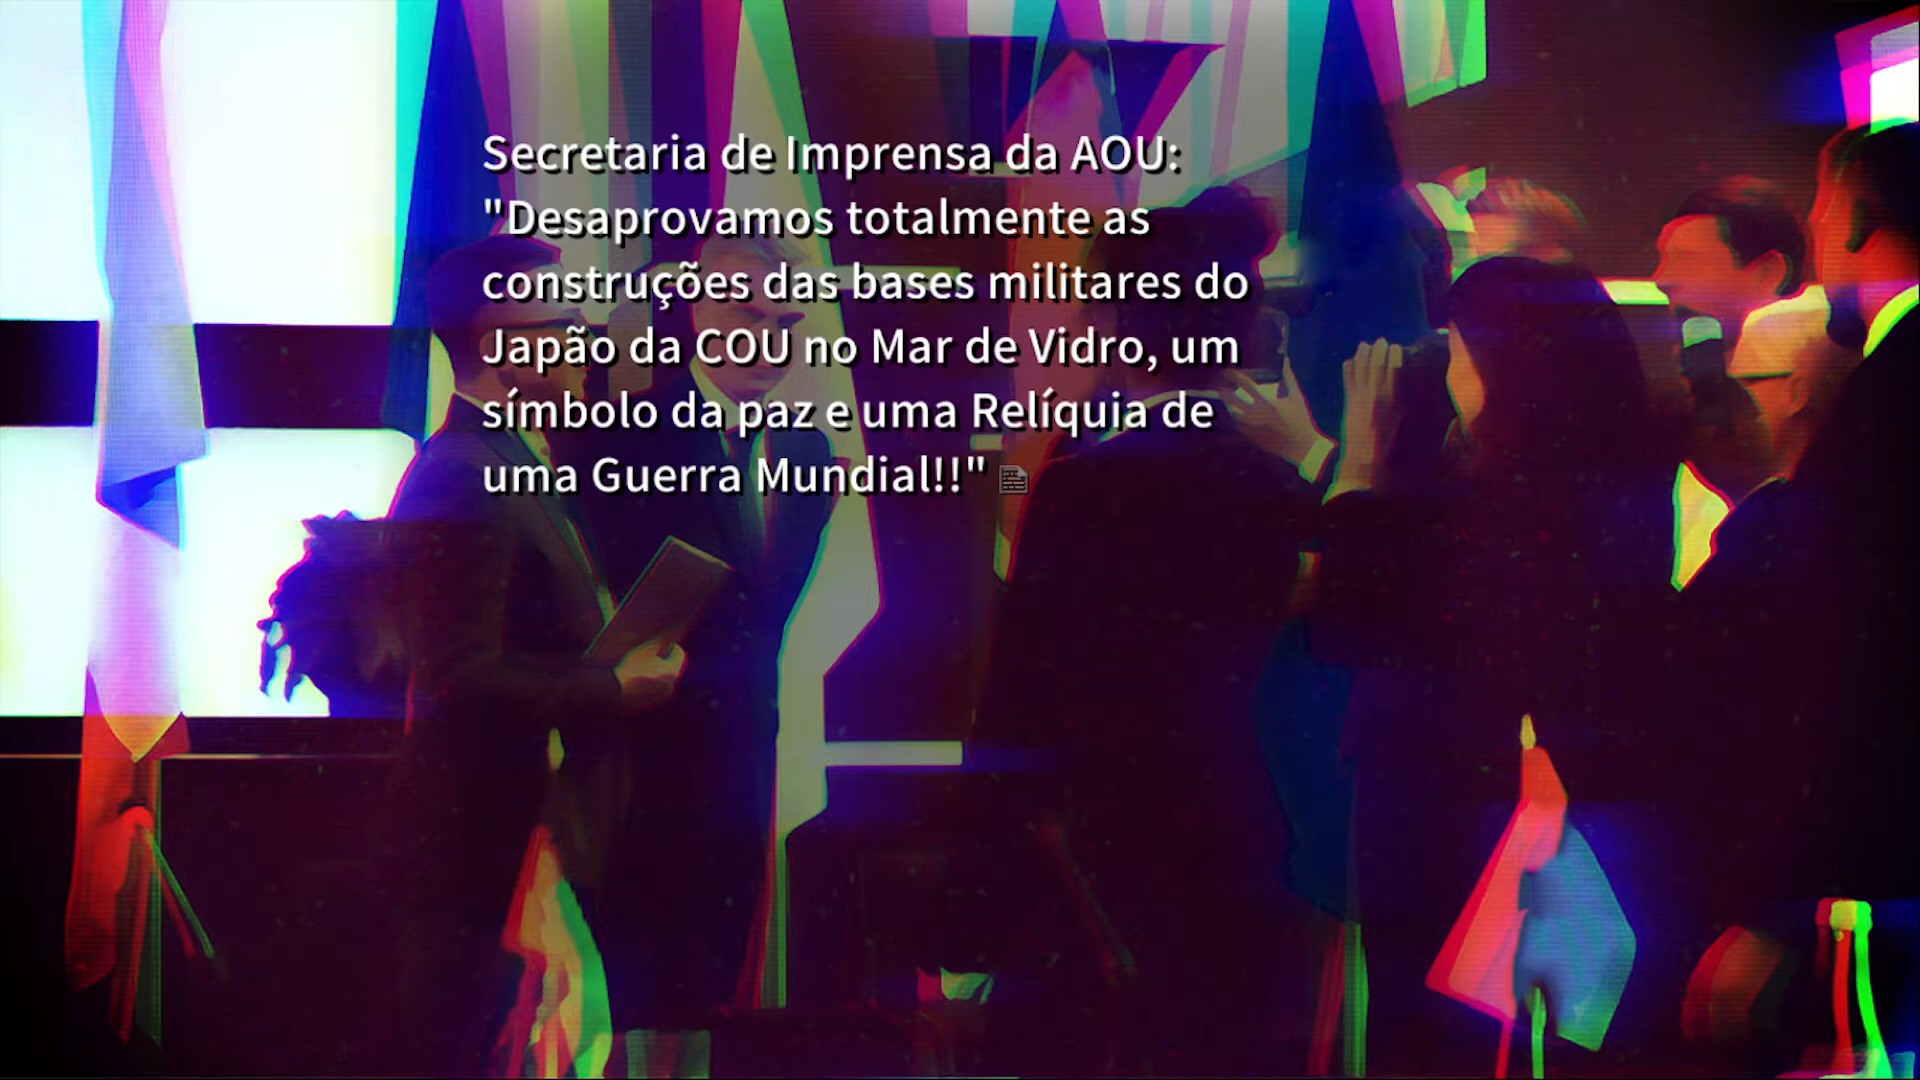 Secretaria de Imprensa da AOU:
"Desaprovamos totalmente as
construções das bases militares do
Japão da COU no Mar de Vidro, um
símbolo da paz e uma Relíquia de
uma Guerra Mundial!!"